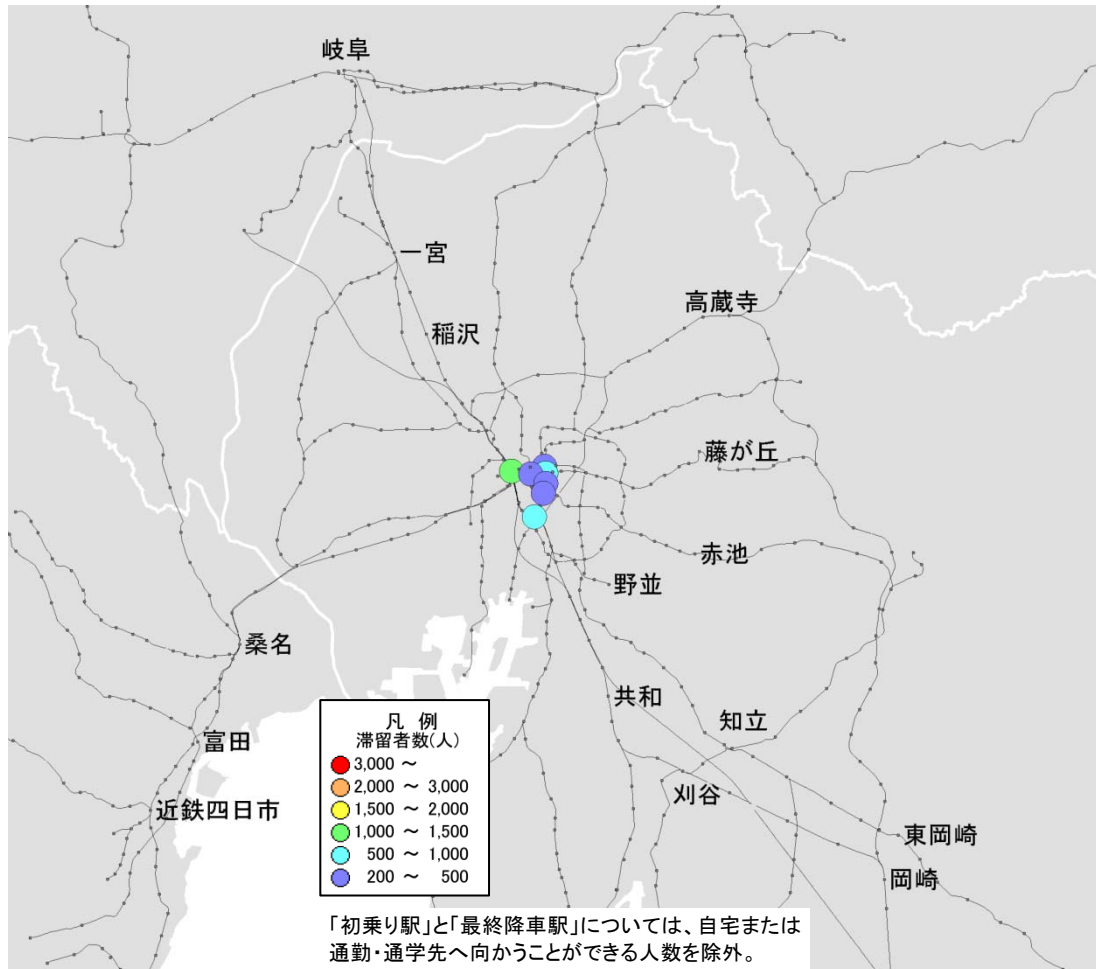 岐阜
一宮
高蔵寺
稲沢
藤が丘
赤池
野並
桑名
共和
知立
富田
刈谷
近鉄四日市
東岡崎
岡崎
凡 例
滞留者数(人)
3,000 ～
2,000 ～ 3,000
1,500 ～ 2,000
1,000 ～ 1,500
500 ～ 1,000
200 ～ 500
「初乗り駅」と「最終降車駅」については、自宅または
通勤・通学先へ向かうことができる人数を除外。